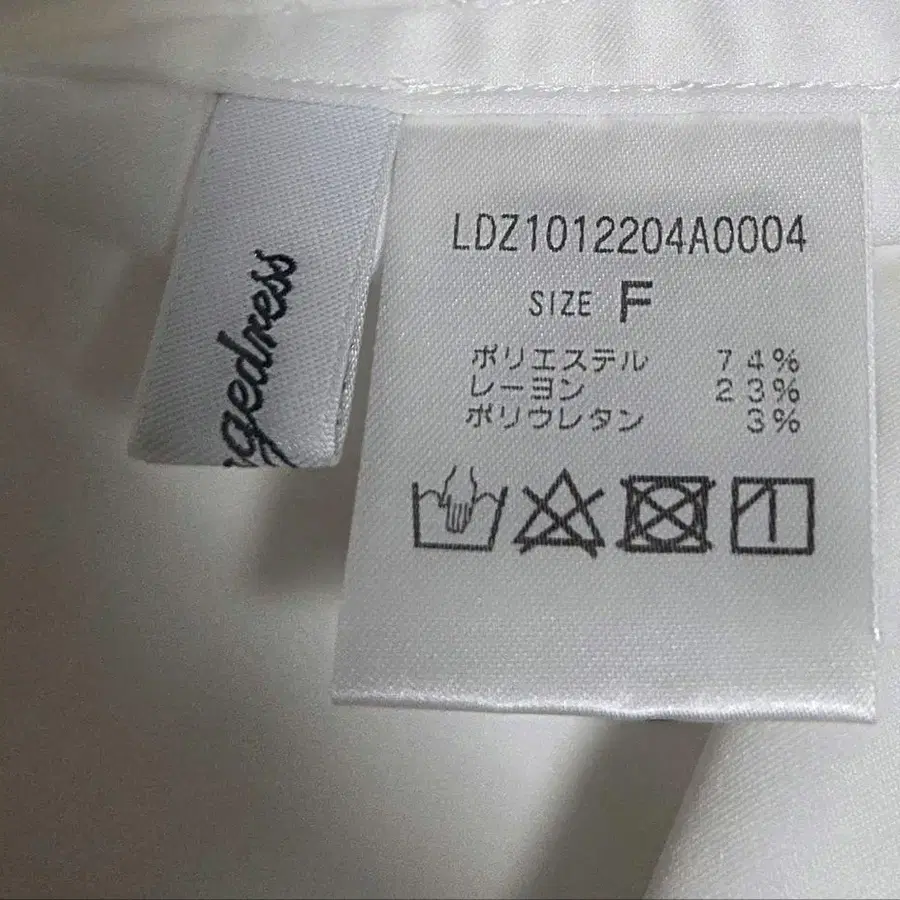 LDZ1012204A0004
SIZE F
ポリエステル 74%
レーヨン 23%
ポリウレタン 3%